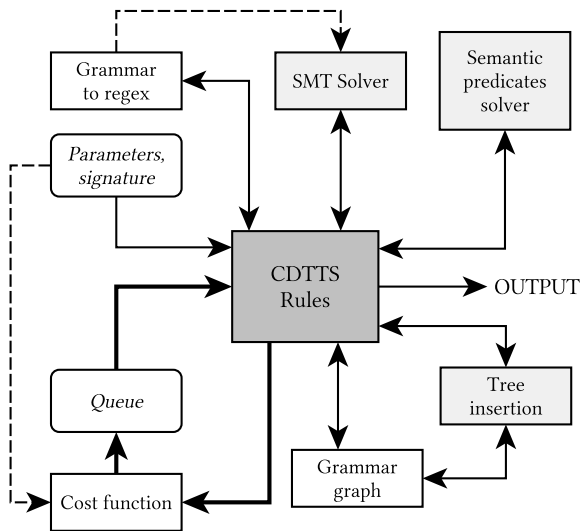 Grammar
to regex
SMT Solver
Semantic
predicates
solver
Parameters,
signature
CDTTS
Rules
OUTPUT
Queue
Tree
insertion
Cost function
Grammar
graph